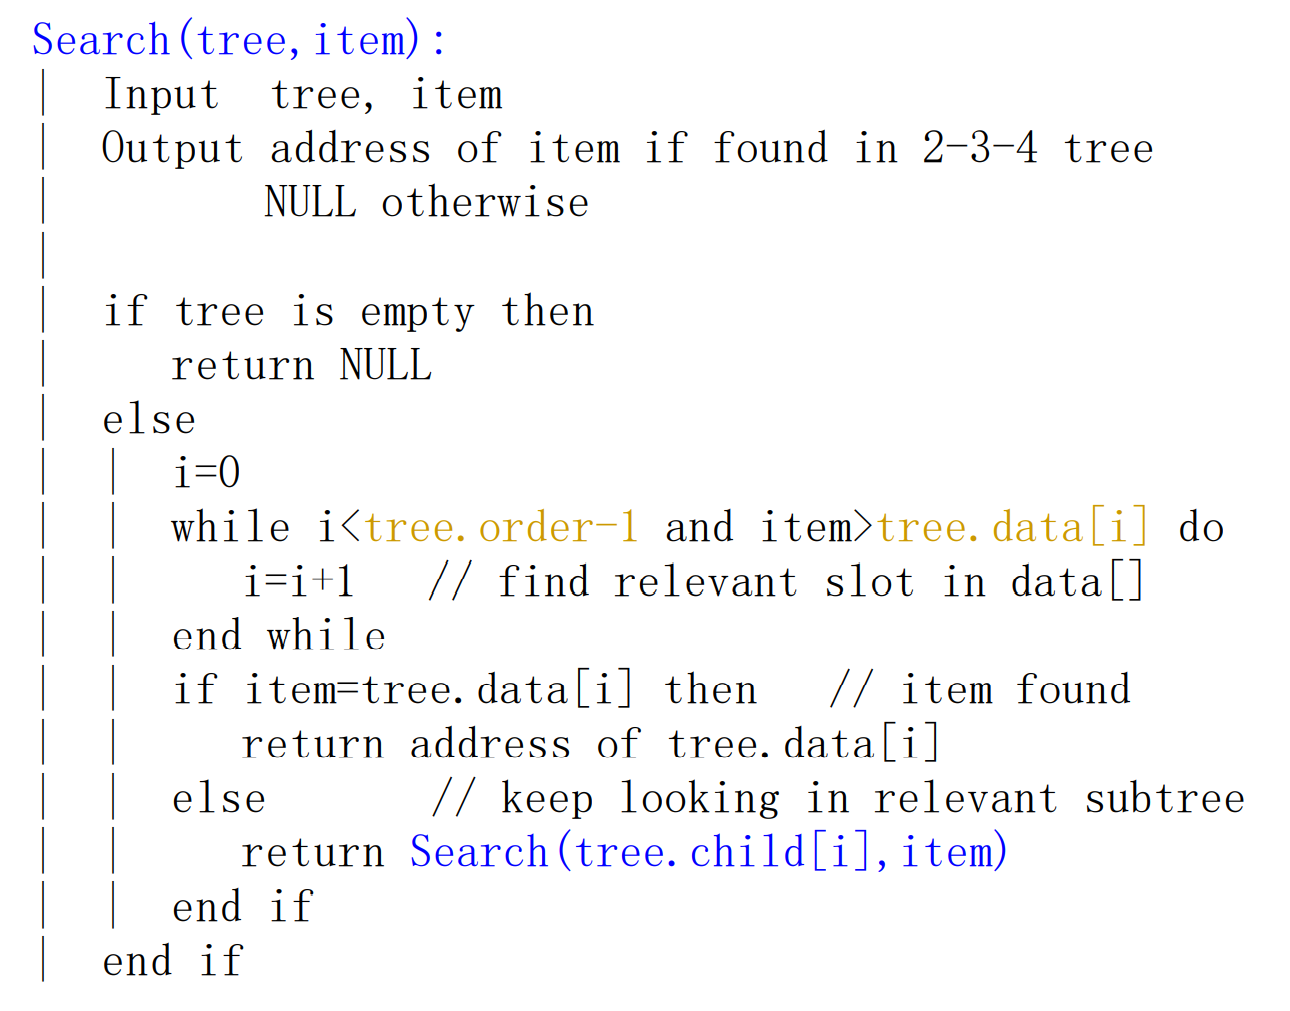 Search(tree,item):
Input  tree, item
Output address of item if found in 2-3-4 tree
NULL otherwise
if tree is empty then
return NULL
else
i=0
while i<tree.order-1 and item>tree.data[i] do
i=i+1   // find relevant slot in data[]
end while
if item=tree.data[i] then   // item found
return address of tree.data[i]
else       // keep looking in relevant subtree
return Search(tree.child[i],item)
end if
end if